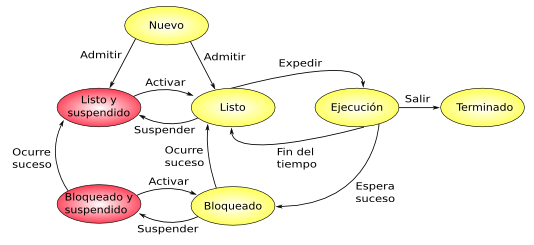 Nuevo
Admitir
Admitir
Expedir
Activar
Listo y
suspendido
Listo
Ejecución
Salir
Terminado
Suspender
Ocurre
suceso
Ocurre
suceso
Fin del
tiempo
Activar
Espera
suceso
Bloqueado y
suspendido
Bloqueado
Suspender